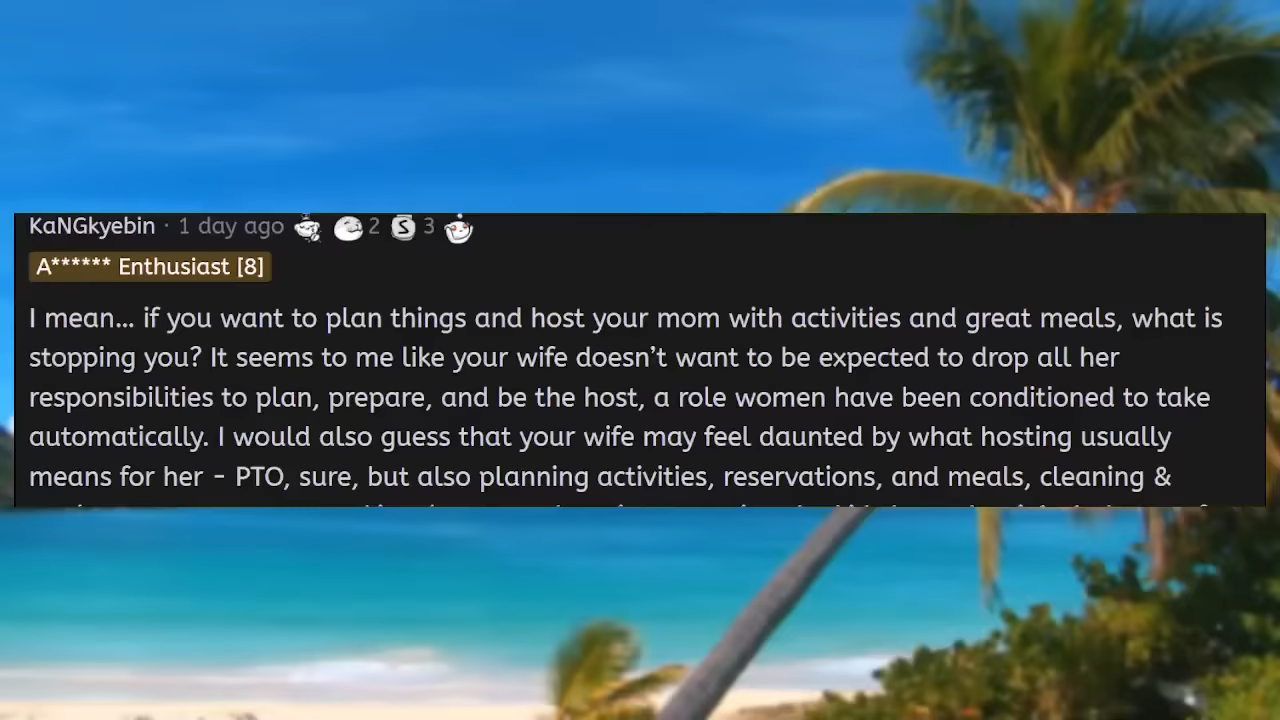 KaNGkyebin · 1 day ago 2 3
A****** Enthusiast [8]
I mean... if you want to plan things and host your mom with activities and great meals, what is
stopping you? It seems to me like your wife doesn’t want to be expected to drop all her
responsibilities to plan, prepare, and be the host, a role women have been conditioned to take
automatically. I would also guess that your wife may feel daunted by what hosting usually
means for her - PTO, sure, but also planning activities, reservations, and meals, cleaning &